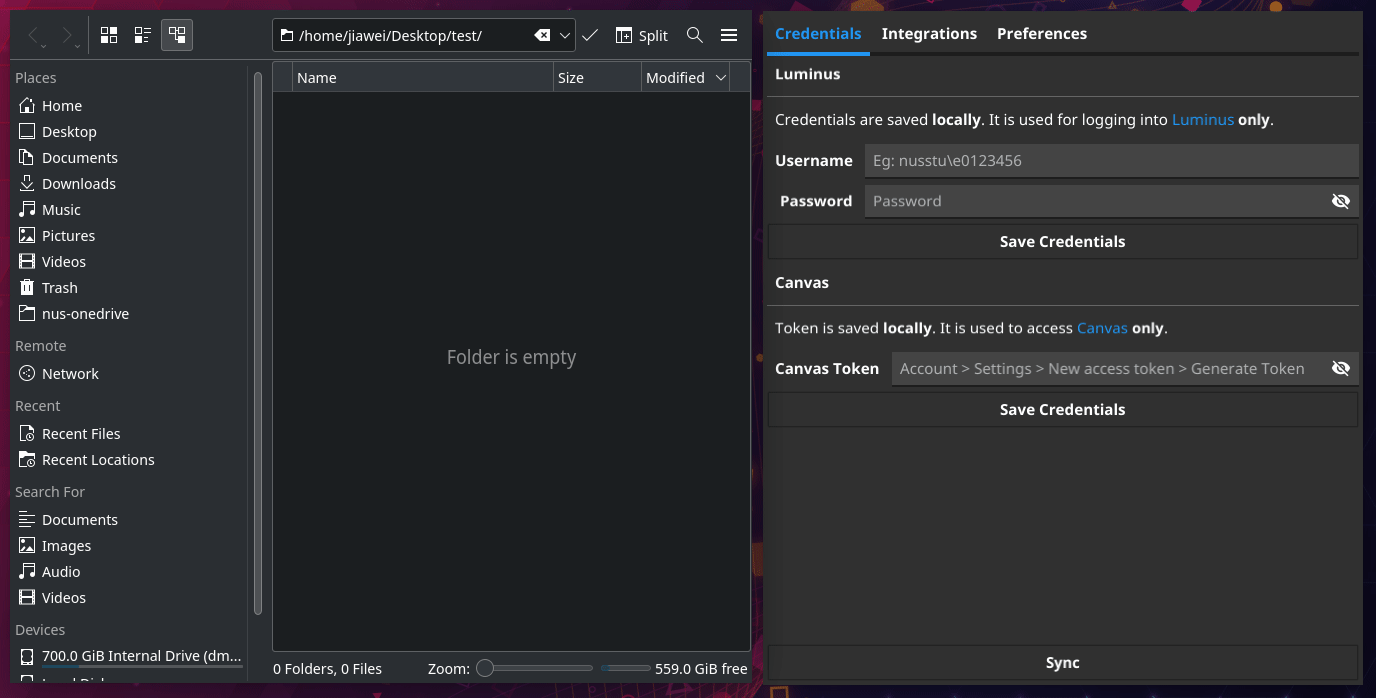 /home/jiawei/Desktop/test/
Split
Places
Home
Desktop
Documents
Downloads
Music
Pictures
Videos
Trash
nus-onedrive
Remote
Network
Recent
Recent Files
Recent Locations
Search For
Documents
Images
Audio
Videos
Devices
700.0 GiB Internal Drive (dm...
Name Size Modified
Folder is empty
0 Folders, 0 Files Zoom: 559.0 GiB free
Credentials Integrations Preferences
Luminus
Credentials are saved locally. It is used for logging into Luminus only.
Username Eg: nusstu\e0123456
Password Password
Save Credentials
Canvas
Token is saved locally. It is used to access Canvas only.
Canvas Token Account > Settings > New access token > Generate Token
Save Credentials
Sync